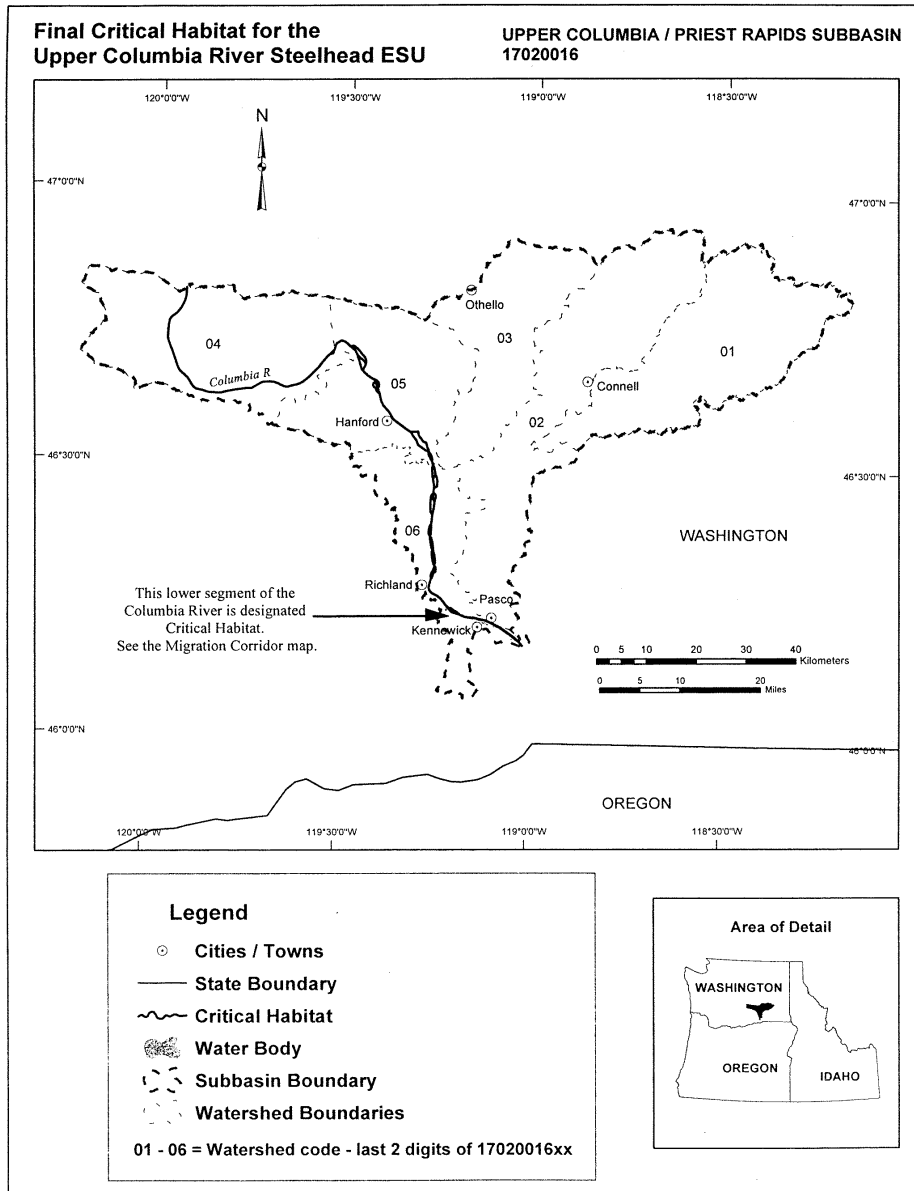 Final Critical Habitat for the
Upper Columbia River Steelhead ESU
UPPER COLUMBIA / PRIEST RAPIDS SUBBASIN
17020016
120°0'0"W
119°30'0"W
119°0'0"W
118°30'0"W
N
47°0'0"N
47°0'0"N
Othello
04
03
01
Columbia R
05
Connell
02
Hanford
46°30'0"N
46°30'0"N
06
WASHINGTON
Richland
This lower segment of the
Columbia River is designated
Critical Habitat.
See the Migration Corridor map.
Pasco
Kennewick
0 5 10 20 30 40
Kilometers
0 5 10 20
Miles
46°0'0"N
46°0'0"N
OREGON
120°0'0"W
119°30'0"W
119°0'0"W
118°30'0"W
Legend
Cities / Towns
State Boundary
Critical Habitat
Water Body
Subbasin Boundary
Watershed Boundaries
01 - 06 = Watershed code - last 2 digits of 17020016xx
Area of Detail
WASHINGTON
OREGON
IDAHO